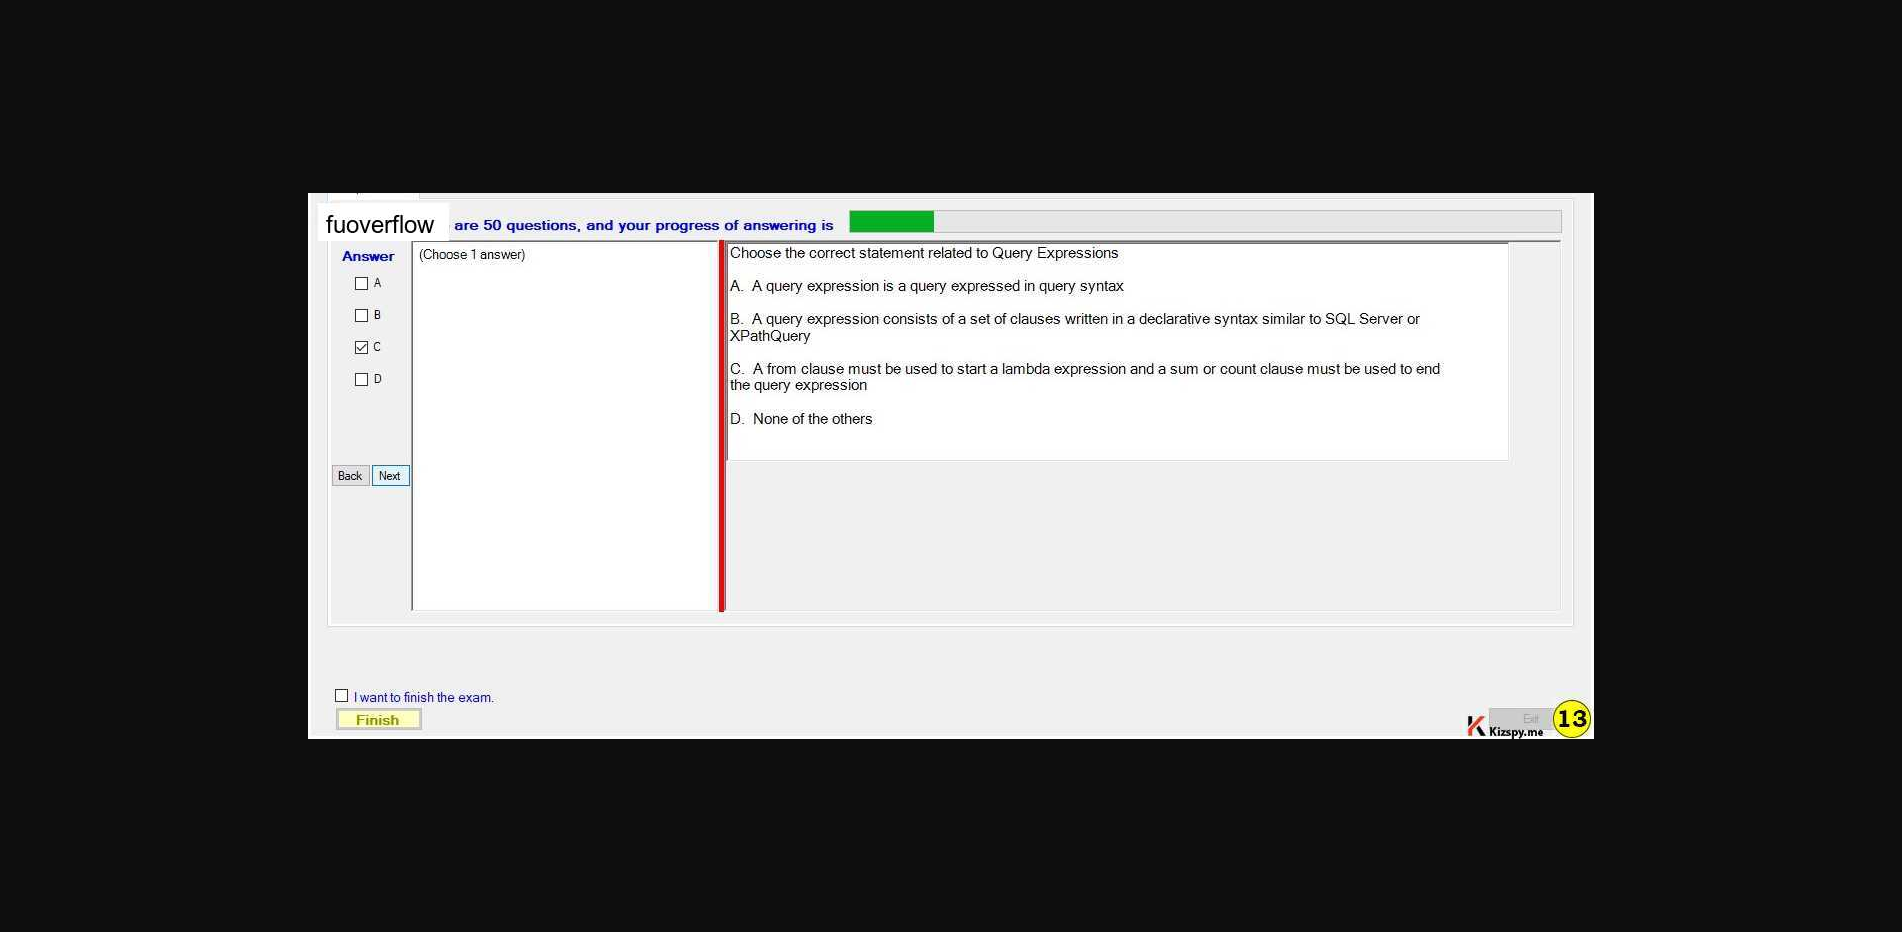 fuoverflow are 50 questions, and your progress of answering is
Answer
A
B
C
D
Back Next
(Choose 1 answer)
Choose the correct statement related to Query Expressions
A. A query expression is a query expressed in query syntax
B. A query expression consists of a set of clauses written in a declarative syntax similar to SQL Server or
XPathQuery
C. A from clause must be used to start a lambda expression and a sum or count clause must be used to end
the query expression
D. None of the others
I want to finish the exam.
Finish
Exit
Kizspy.me
13